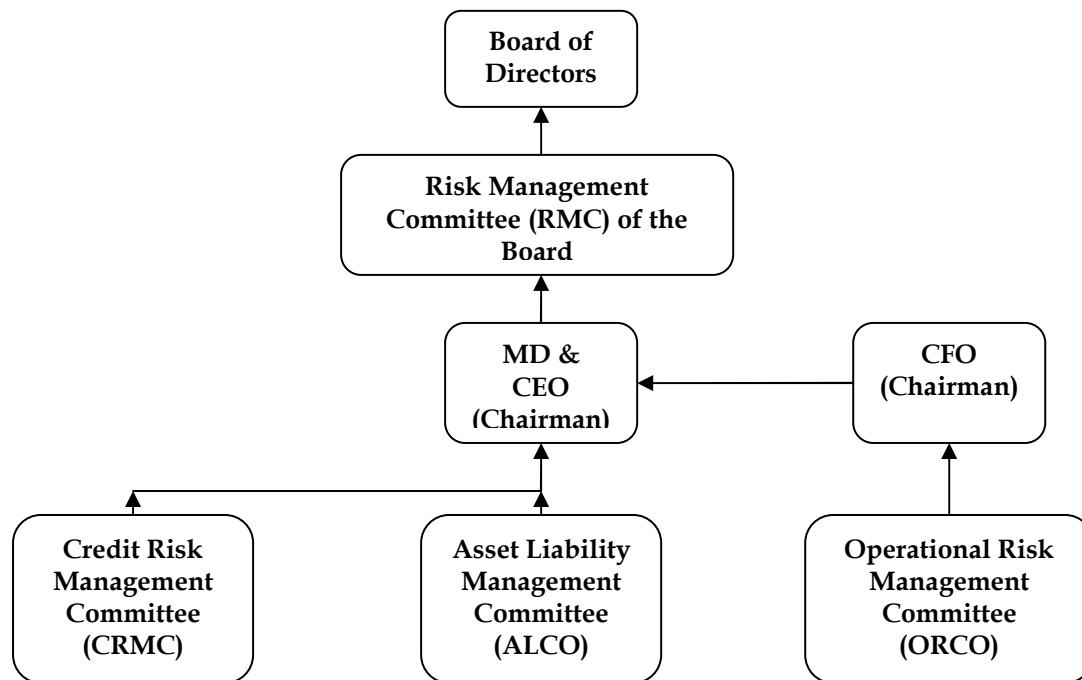 Board of
Directors
Risk Management
Committee (RMC) of the
Board
MD &
CEO
(Chairman)
CFO
(Chairman)
Credit Risk
Management
Committee
(CRMC)
Asset Liability
Management
Committee
(ALCO)
Operational Risk
Management
Committee
(ORCO)